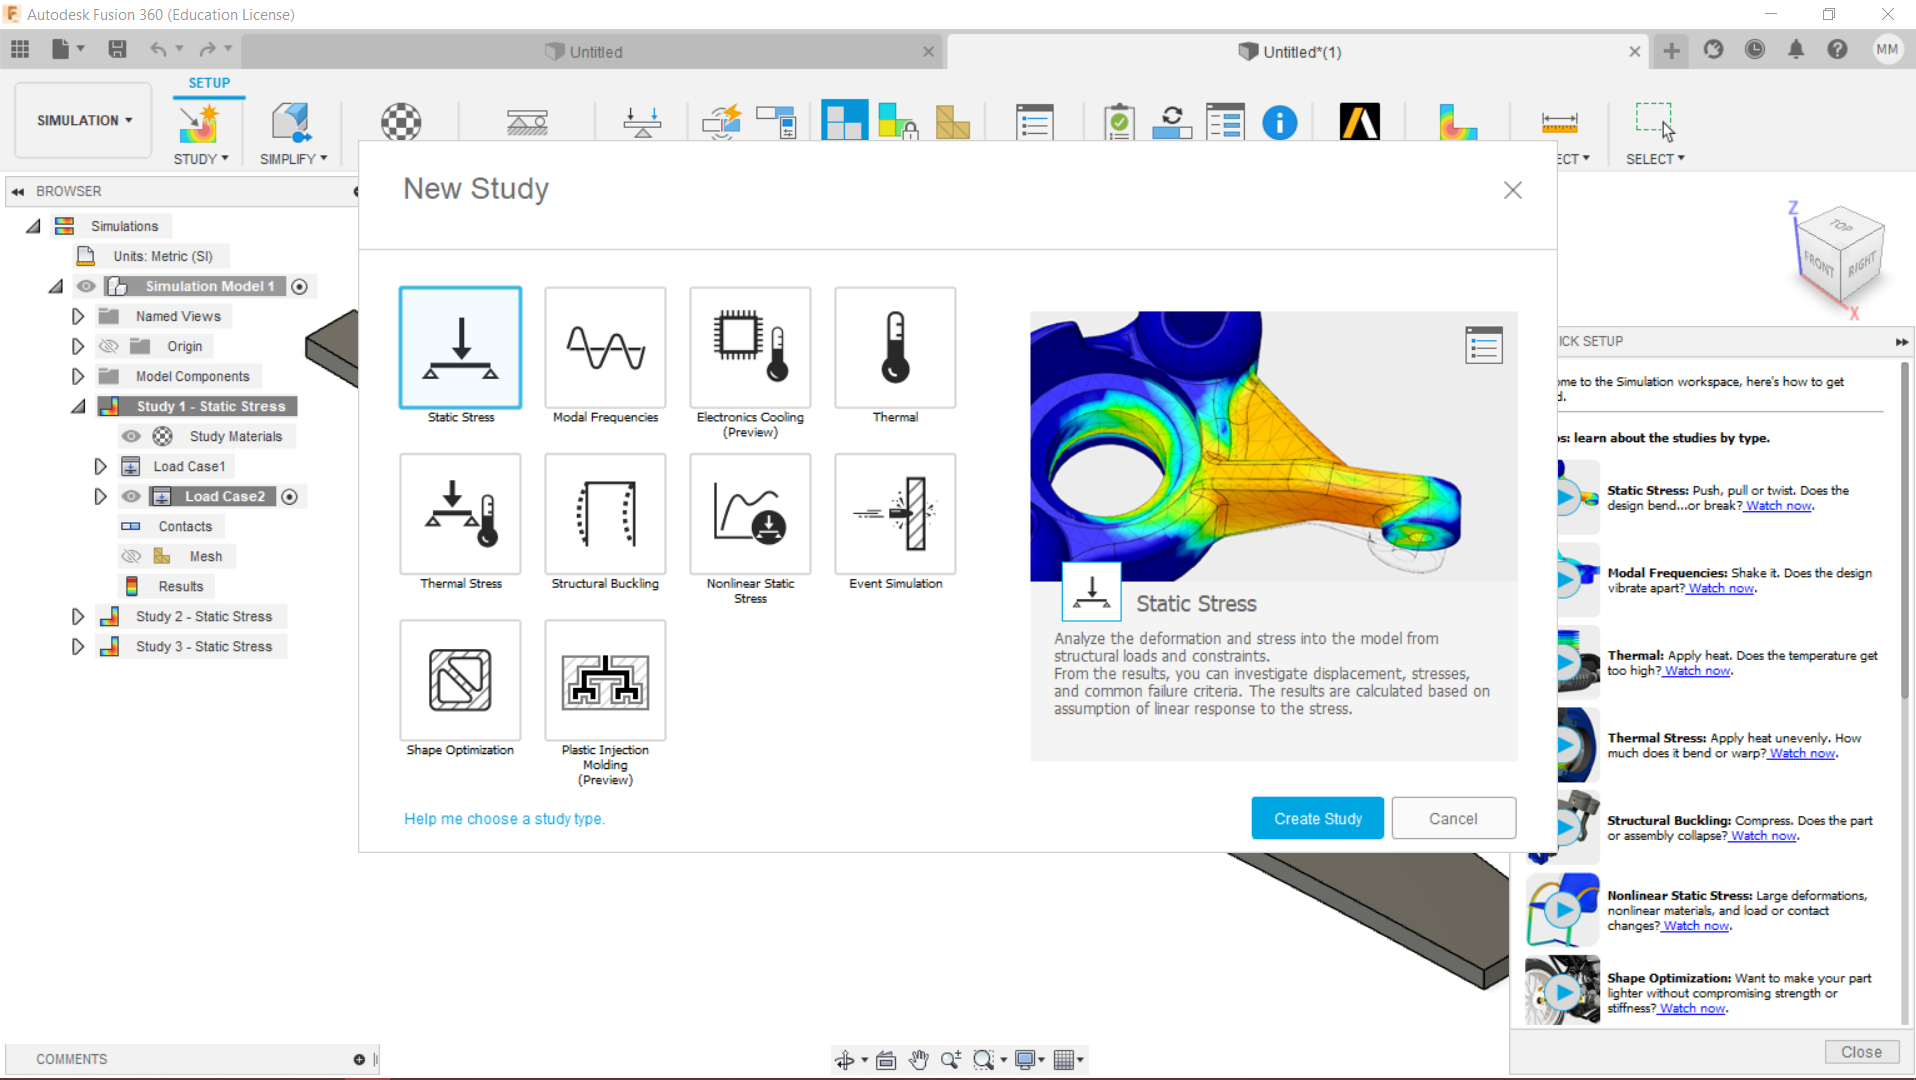 Autodesk Fusion 360 (Education License)
Untitled
Untitled*(1)
MM
SETUP
SIMULATION
STUDY
SIMPLIFY
ECT
SELECT
BROWSER
Simulations
Units: Metric (SI)
Simulation Model 1
Named Views
Origin
Model Components
Study 1 - Static Stress
Study Materials
Load Case1
Load Case2
Contacts
Mesh
Results
Study 2 - Static Stress
Study 3 - Static Stress
New Study
Static Stress
Modal Frequencies
Electronics Cooling
(Preview)
Thermal
Thermal Stress
Structural Buckling
Nonlinear Static
Stress
Event Simulation
Shape Optimization
Plastic Injection
Molding
(Preview)
Help me choose a study type.
Static Stress
Analyze the deformation and stress into the model from
structural loads and constraints.
From the results, you can investigate displacement, stresses,
and common failure criteria. The results are calculated based on
assumption of linear response to the stress.
Create Study
Cancel
Z
TOP
FRONT
RIGHT
X
ICK SETUP
ome to the Simulation workspace, here's how to get
d.
os: learn about the studies by type.
Static Stress: Push, pull or twist. Does the
design bend...or break? Watch now.
Modal Frequencies: Shake it. Does the design
vibrate apart? Watch now.
Thermal: Apply heat. Does the temperature get
too high? Watch now.
Thermal Stress: Apply heat unevenly. How
much does it bend or warp? Watch now.
Structural Buckling: Compress. Does the part
or assembly collapse? Watch now.
Nonlinear Static Stress: Large deformations,
nonlinear materials, and load or contact
changes? Watch now.
Shape Optimization: Want to make your part
lighter without compromising strength or
stiffness? Watch now.
Close
COMMENTS